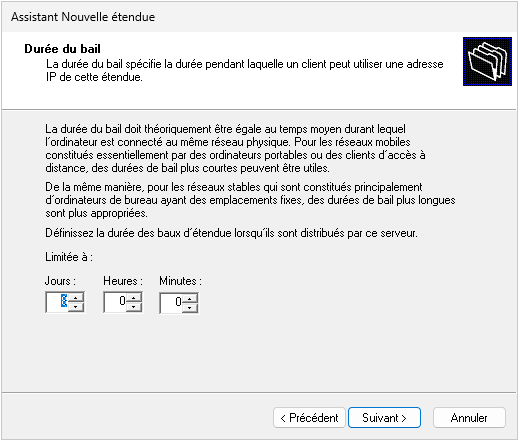 Assistant Nouvelle étendue
Durée du bail
La durée du bail spécifie la durée pendant laquelle un client peut utiliser une adresse
IP de cette étendue.
La durée du bail doit théoriquement être égale au temps moyen durant lequel
l'ordinateur est connecté au même réseau physique. Pour les réseaux mobiles
constitués essentiellement par des ordinateurs portables ou des clients d'accès à
distance, des durées de bail plus courtes peuvent être utiles.
De la même manière, pour les réseaux stables qui sont constitués principalement
d'ordinateurs de bureau ayant des emplacements fixes, des durées de bail plus longues
sont plus appropriées.
Définissez la durée des baux d'étendue lorsqu'ils sont distribués par ce serveur.
Limitée à :
Jours : Heures : Minutes :
0 0
< Précédent Suivant > Annuler